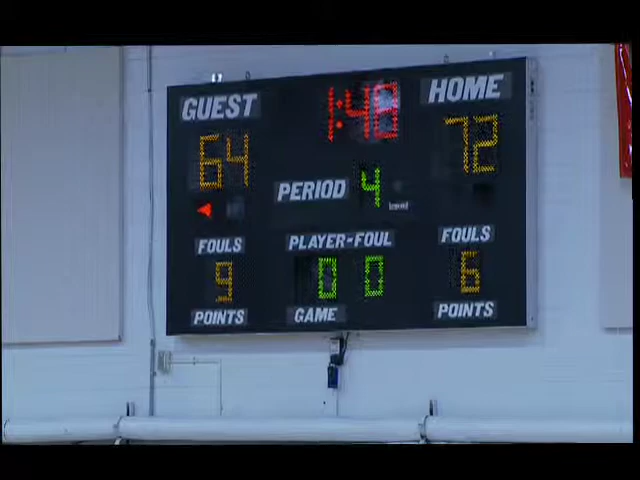 GUEST 1:48 HOME
64 72
PERIOD 4
FOULS PLAYER-FOUL FOULS
9 0 0 6
POINTS GAME POINTS